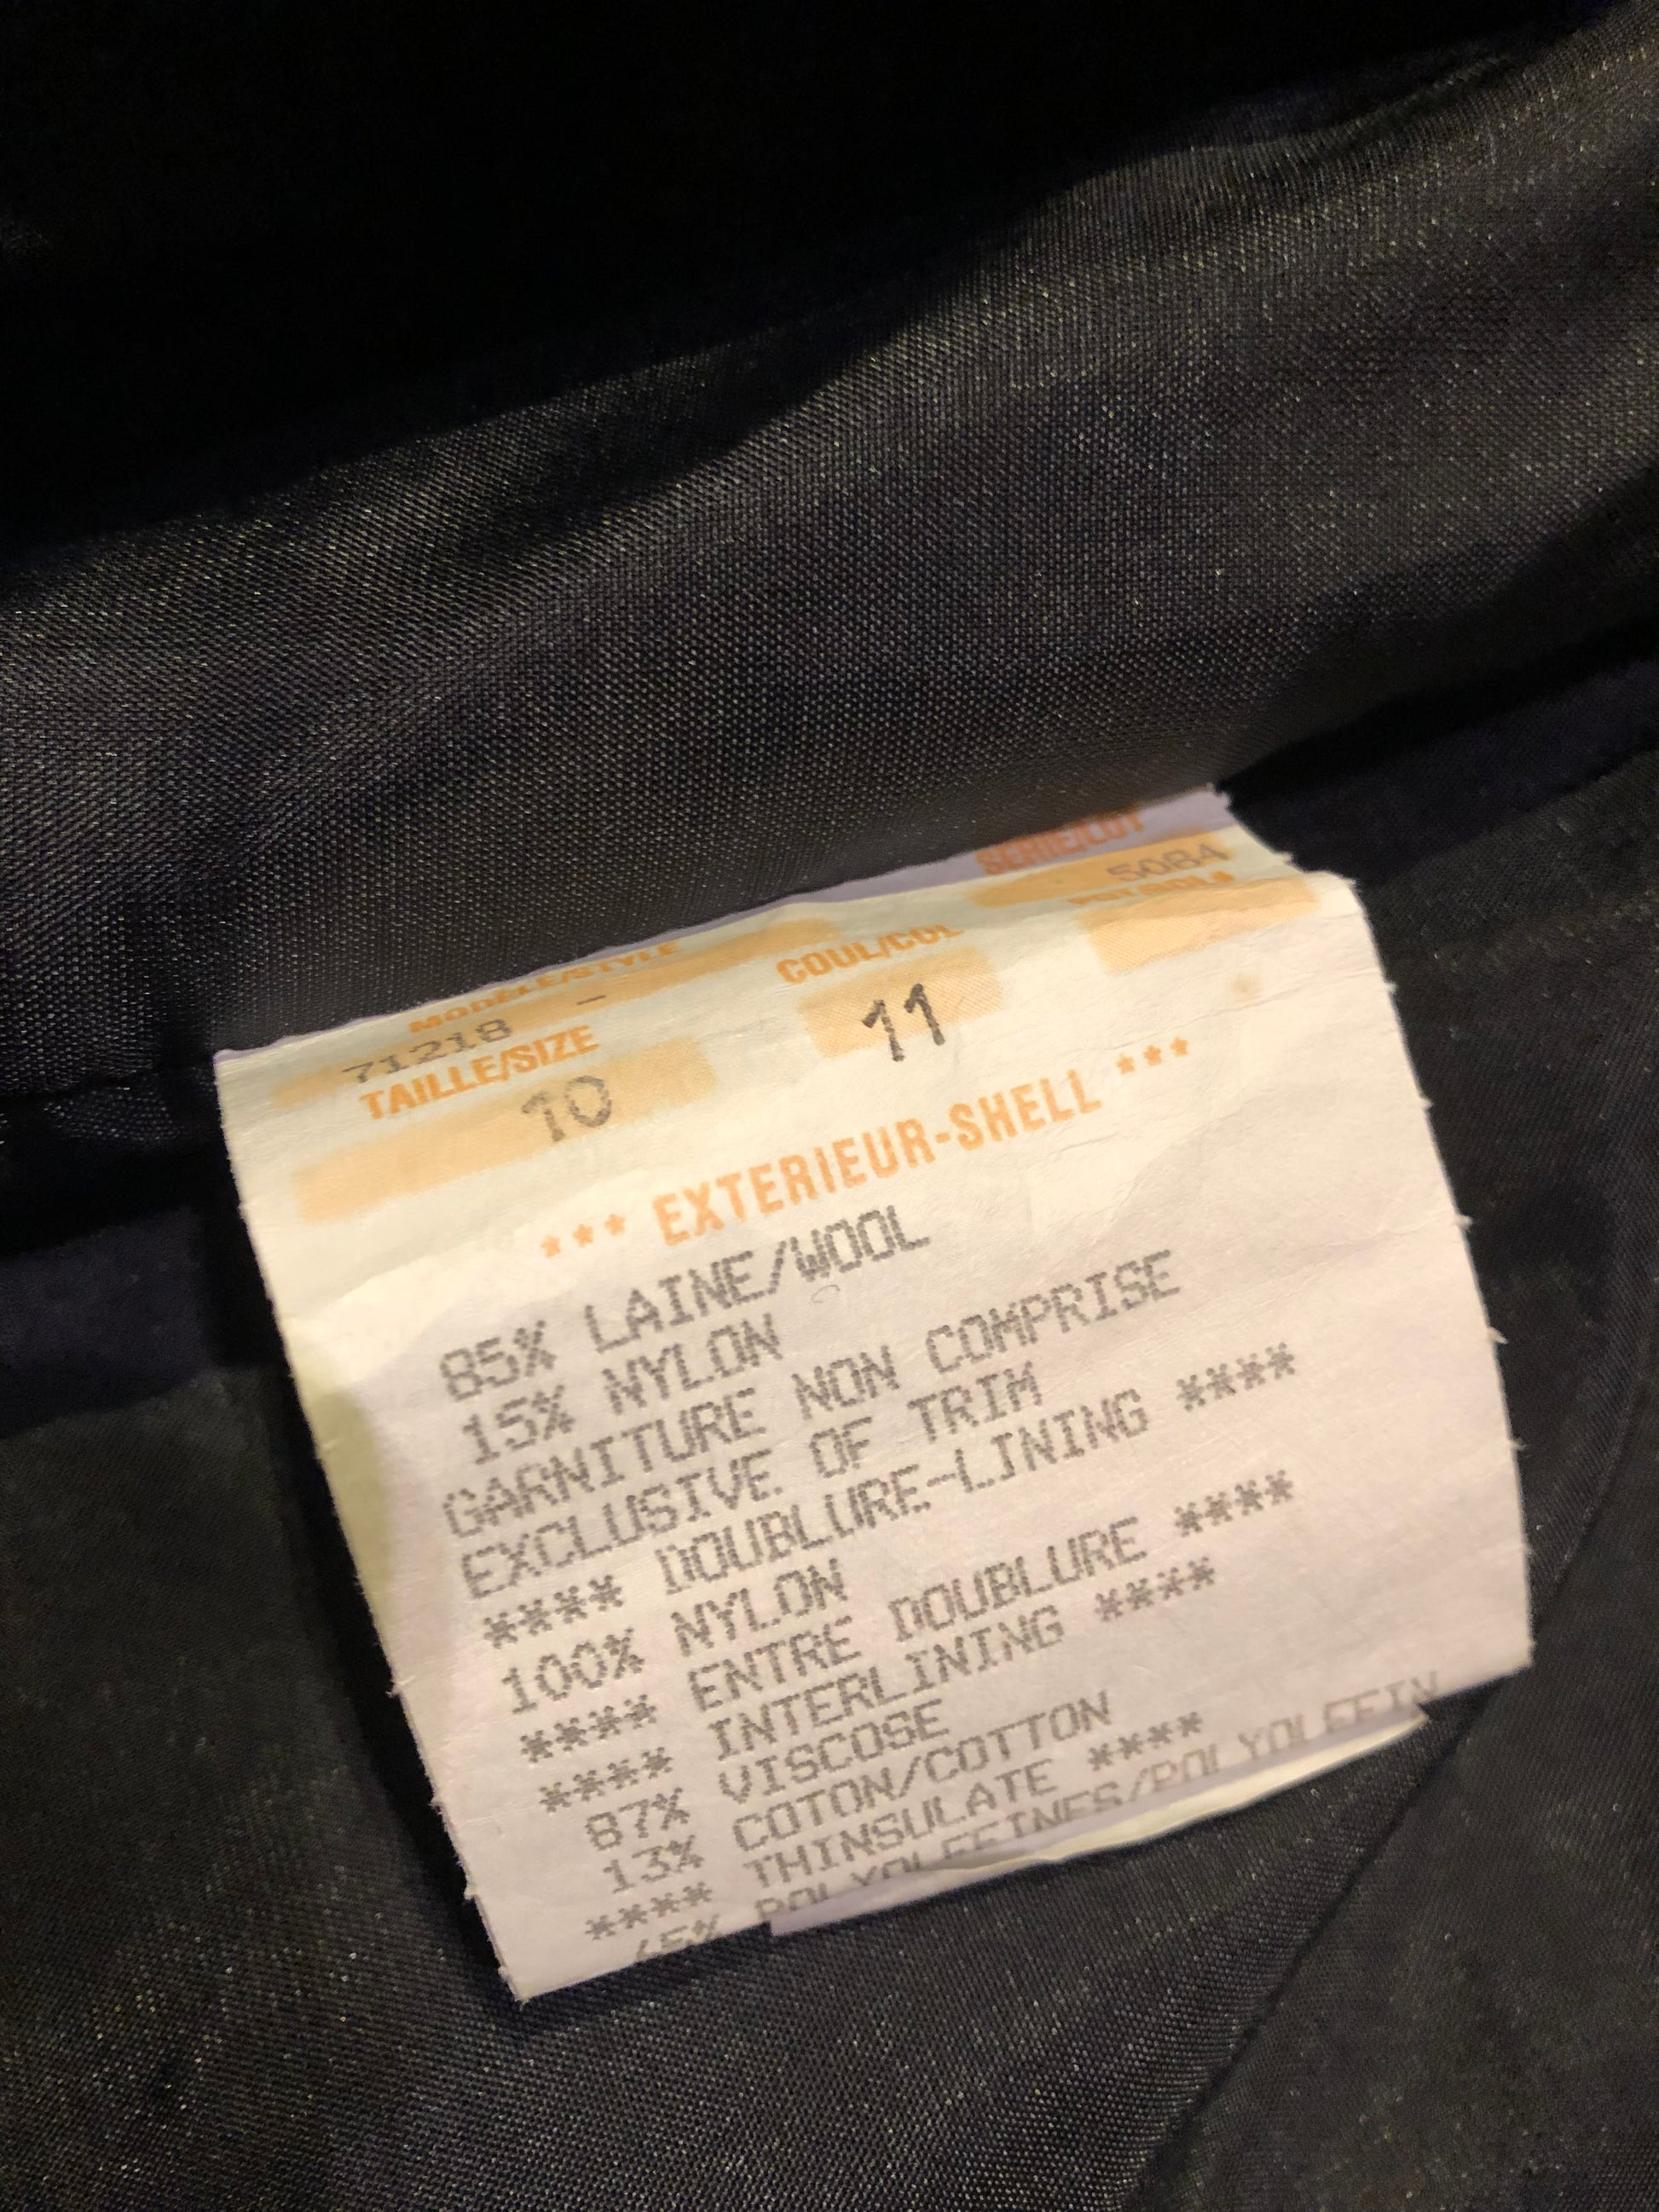 SERIE/LOT
5084
MODELE/STYLE
71218 -
COUL/COL
TAILLE/SIZE
10
11
*** EXTERIEUR-SHELL ***
85% LAINE/WOOL
15% NYLON
GARNITURE NON COMPRISE
EXCLUSIVE OF TRIM
**** DOUBLURE-LINING ****
100% NYLON
**** ENTRE DOUBLURE ****
**** INTERLINING ****
87% VISCOSE
13% COTON/COTTON
**** THINSULATE ****
POLYOLEFINES/POLYOLEFIN